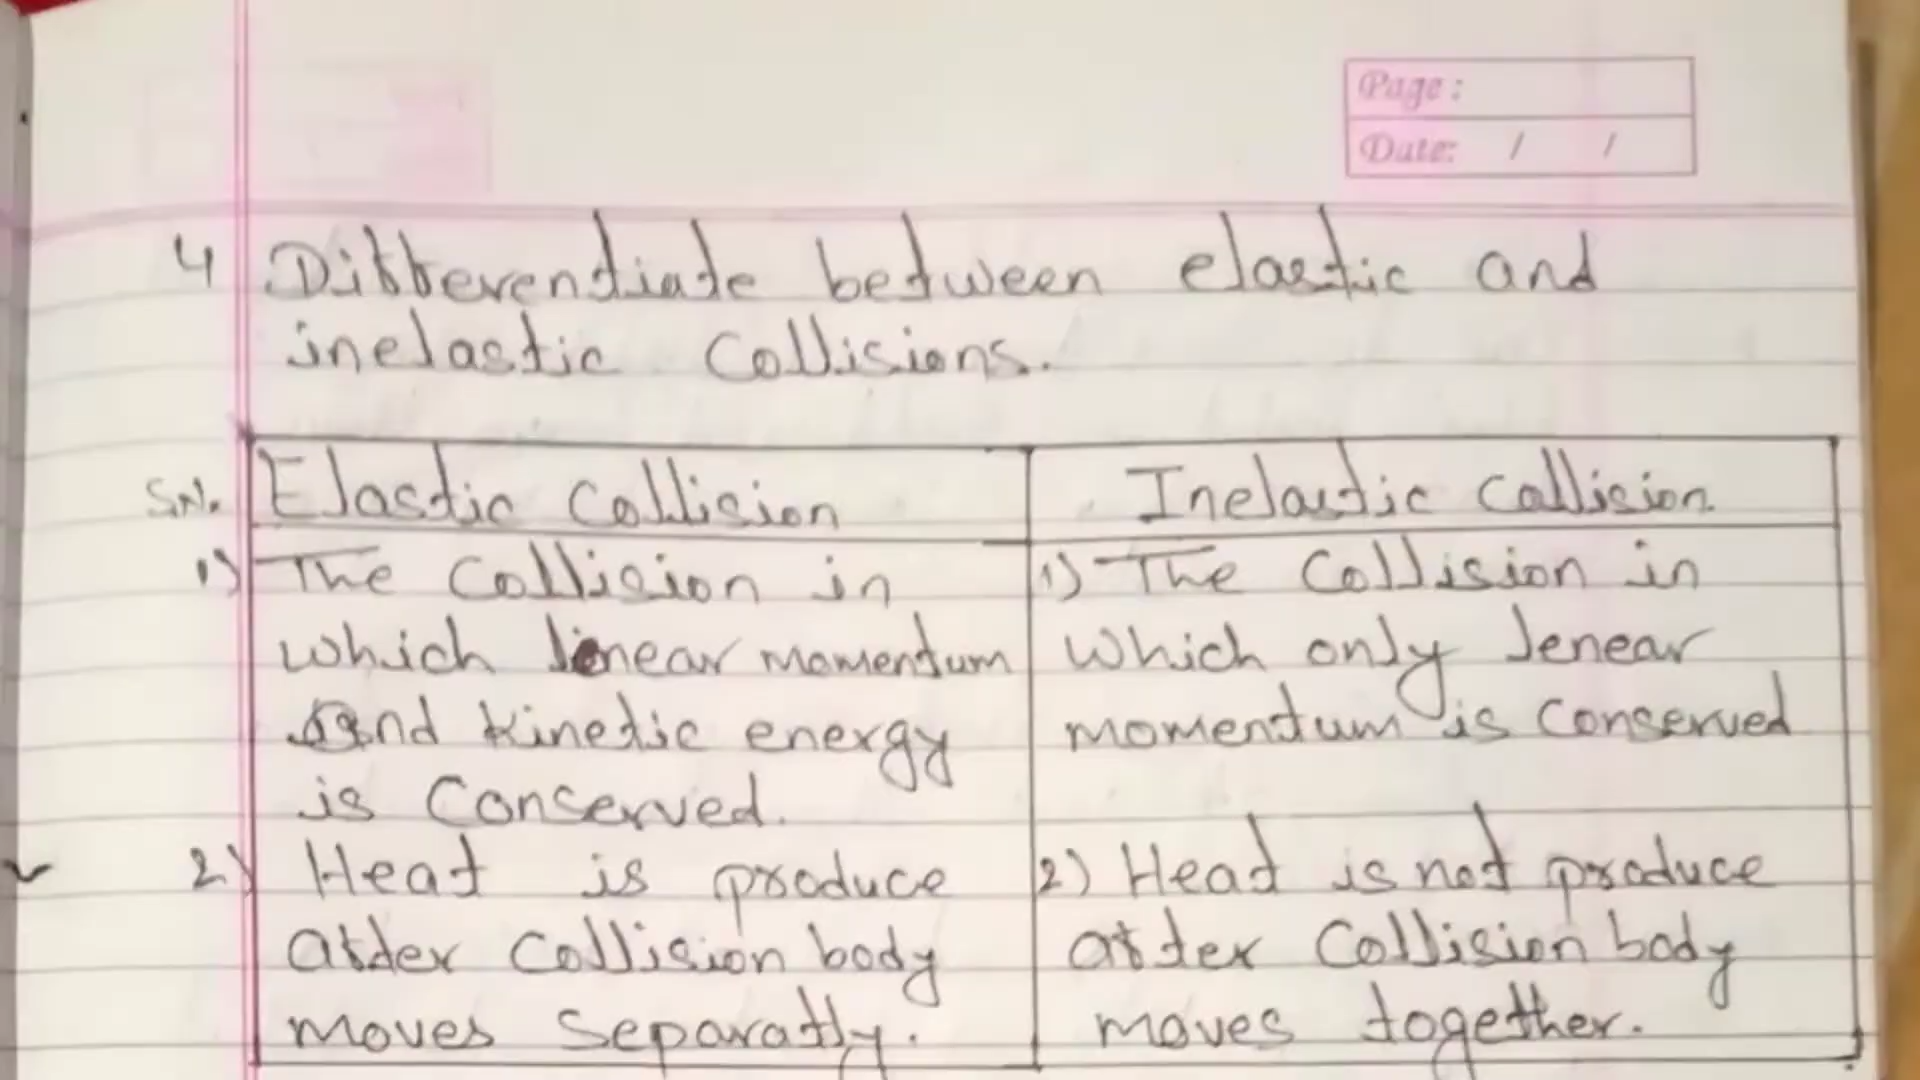 Page:
Date: / /
4 Differentiate between elastic and
inelastic Collisions.
S.N. Elastic Collision Inelastic Collision
1) The Collision in
which linear momentum
and kinetic energy
is Conserved.
1) The Collision in
which only lenear
momentum is Conserved
2) Heat is produce
after Collision body
moves Separatly.
2) Heat is not produce
after Collision body
moves together.